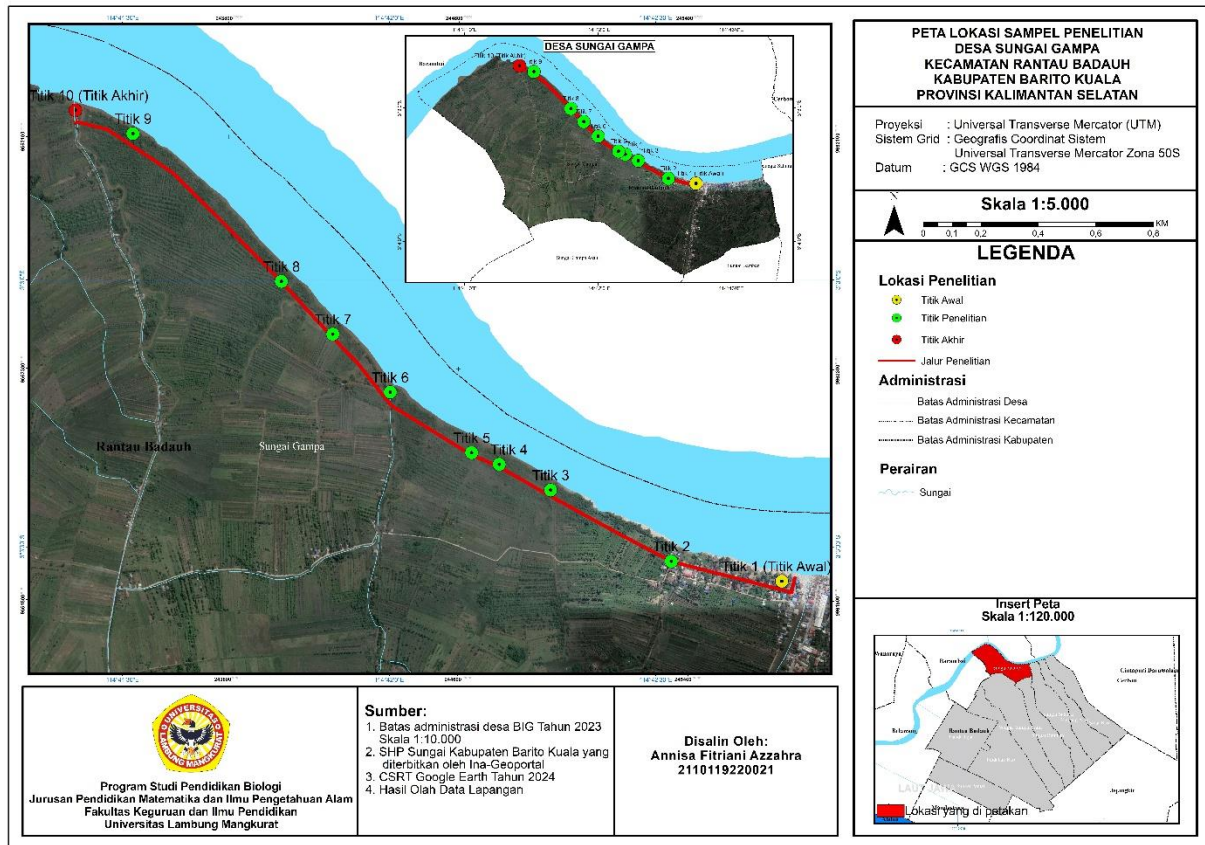 PETA LOKASI SAMPEL PENELITIAN
DESA SUNGAI GAMPA
KECAMATAN RANTAU BADAUH
KABUPATEN BARITO KUALA
PROVINSI KALIMANTAN SELATAN
Proyeksi : Universal Transverse Mercator (UTM)
Sistem Grid : Geografis Coordinat Sistem
Universal Transverse Mercator Zona 50S
Datum : GCS WGS 1984
N
Skala 1:5.000
0 0,1 0,2 0,4 0,6 0,8 KM
LEGENDA
Lokasi Penelitian
Titik Awal
Titik Penelitian
Titik Akhir
Jalur Penelitian
Administrasi
Batas Administrasi Desa
Batas Administrasi Kecamatan
Batas Administrasi Kabupaten
Perairan
Sungai
Insert Peta
Skala 1:120.000
Barambai
Rantau Badauh
Jejangkit
Lokasi yang di petakan
DESA SUNGAI GAMPA
Titik 10 (Titik Akhir)
Titik 9
Titik 8
Titik 7
Titik 6
Titik 5
Titik 4
Titik 3
Titik 2
Titik 1 (Titik Awal)
Rantau Badauh
Sungai Gampa
UNIVERSITAS
LAMBUNG MANGKURAT
Program Studi Pendidikan Biologi
Jurusan Pendidikan Matematika dan Ilmu Pengetahuan Alam
Fakultas Keguruan dan Ilmu Pendidikan
Universitas Lambung Mangkurat
Sumber:
1. Batas administrasi desa BIG Tahun 2023
Skala 1:10.000
2. SHP Sungai Kabupaten Barito Kuala yang
diterbitkan oleh Ina-Geoportal
3. CSRT Google Earth Tahun 2024
4. Hasil Olah Data Lapangan
Disalin Oleh:
Annisa Fitriani Azzahra
2110119220021